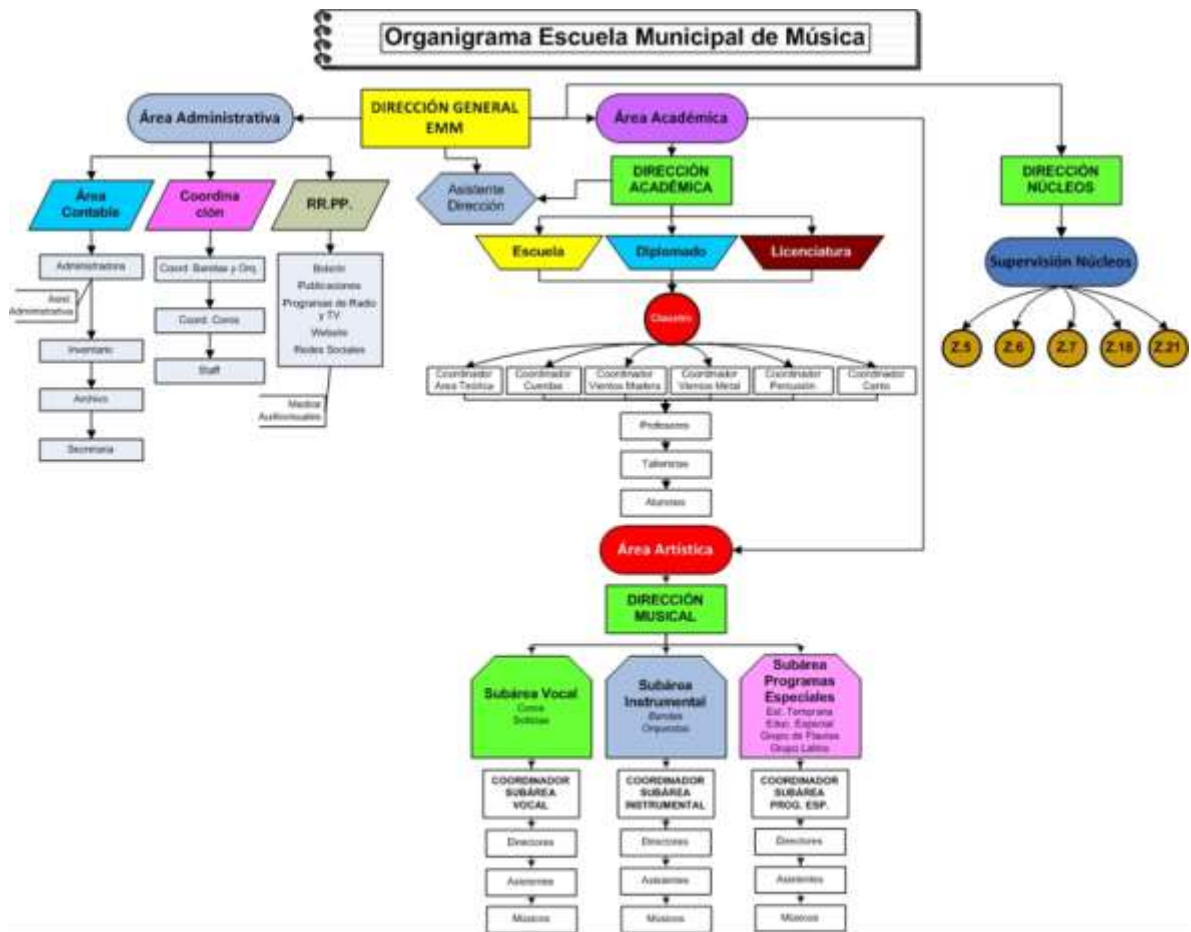 Organigrama Escuela Municipal de Música
Área Administrativa
DIRECCIÓN GENERAL
EMM
Área Académica
Asistente
Dirección
DIRECCIÓN
ACADÉMICA
DIRECCIÓN
NÚCLEOS
Área
Contable
Coordina
ción
RR.PP.
Escuela
Diplomado
Licenciatura
Supervisión Núcleos
Z.5
Z.6
Z.7
Z.18
Z.21
Administradora
Asist.
Administrativa
Inventario
Archivo
Secretaria
Coord. Bandas y Orq.
Coord. Coros
Staff
Boletín
Publicaciones
Programas de Radio
y TV
Website
Redes Sociales
Medios
Audiovisuales
Claustro
Coordinador
Área Teórica
Coordinador
Cuerdas
Coordinador
Vientos Madera
Coordinador
Vientos Metal
Coordinador
Percusión
Coordinador
Canto
Profesores
Talleristas
Alumnos
Área Artística
DIRECCIÓN
MUSICAL
Subárea Vocal
Coros
Solistas
Subárea
Instrumental
Bandas
Orquestas
Subárea
Programas
Especiales
Est. Temprana
Educ. Especial
Grupo de Flautas
Grupo Latino
COORDINADOR
SUBÁREA
VOCAL
COORDINADOR
SUBÁREA
INSTRUMENTAL
COORDINADOR
SUBÁREA
PROG. ESP.
Directores
Directores
Directores
Asistentes
Asistentes
Asistentes
Músicos
Músicos
Músicos